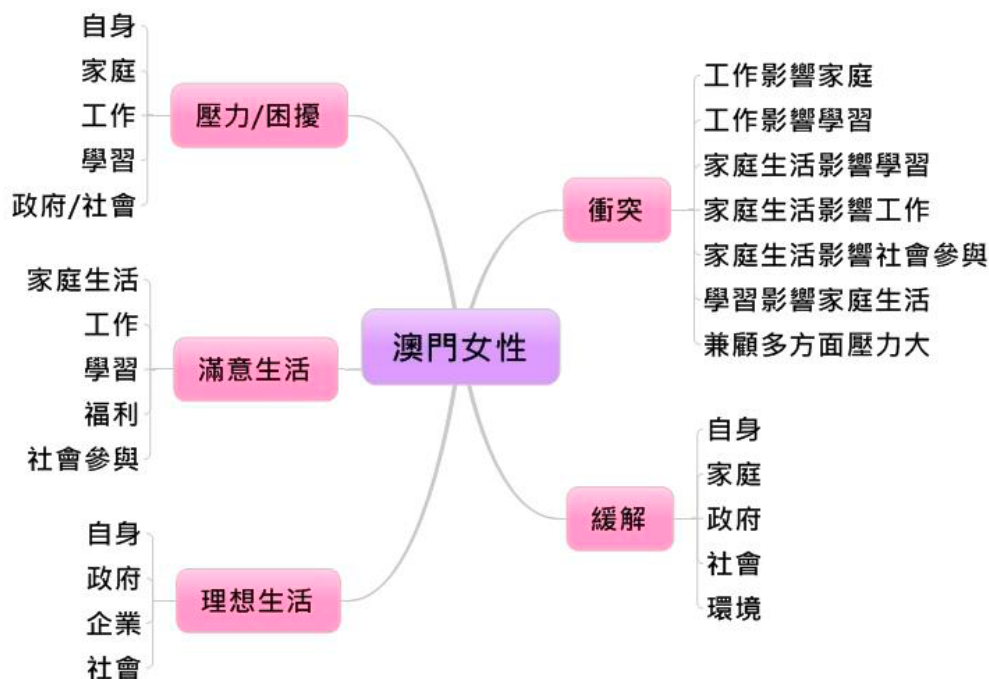 澳門女性
壓力/困擾
自身
家庭
工作
學習
政府/社會
滿意生活
家庭生活
工作
學習
福利
社會參與
理想生活
自身
政府
企業
社會
衝突
工作影響家庭
工作影響學習
家庭生活影響學習
家庭生活影響工作
家庭生活影響社會參與
學習影響家庭生活
兼顧多方面壓力大
緩解
自身
家庭
政府
社會
環境